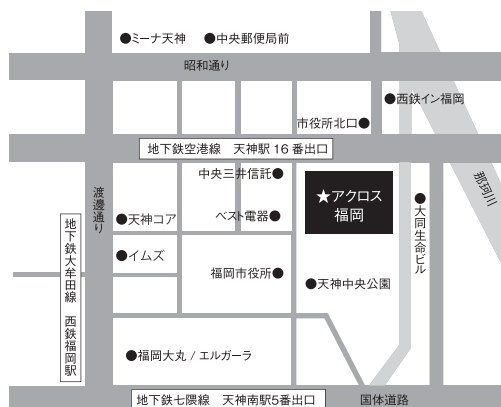 ●ミーナ天神
●中央郵便局前
昭和通り
●西鉄イン福岡
市役所北口●
地下鉄空港線 天神駅16番出口
那珂川
中央三井信託●
★アクロス
福岡
渡邊通り
●天神コア
ベスト電器●
●大同生命ビル
地下鉄大牟田線 西鉄福岡駅
●イムズ
福岡市役所●
●天神中央公園
●福岡大丸 / エルガーラ
地下鉄七隈線 天神南駅5番出口
国体道路